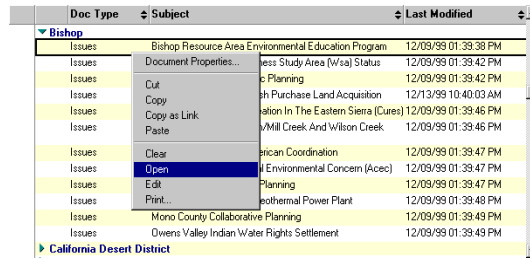 Doc Type Subject Last Modified
Bishop
Issues Bishop Resource Area Environmental Education Program 12/09/99 01:39:38 PM
Issues Document Properties... ness Study Area (Wsa) Status 12/09/99 01:39:42 PM
Issues c Planning 12/09/99 01:39:42 PM
Issues Cut sh Purchase Land Acquisition 12/13/99 10:40:03 AM
Issues Copy ation In The Eastern Sierra (Cures) 12/09/99 01:39:46 PM
Issues Copy as Link /Mill Creek And Wilson Creek 12/09/99 01:39:46 PM
Paste
Issues Clear erican Coordination 12/09/99 01:39:47 PM
Issues Open l Environmental Concern (Acec) 12/09/99 01:39:47 PM
Issues Edit Planning 12/09/99 01:39:47 PM
Issues Print... eothermal Power Plant 12/09/99 01:39:48 PM
Issues Mono County Collaborative Planning 12/09/99 01:39:49 PM
Issues Owens Valley Indian Water Rights Settlement 12/09/99 01:39:49 PM
California Desert District